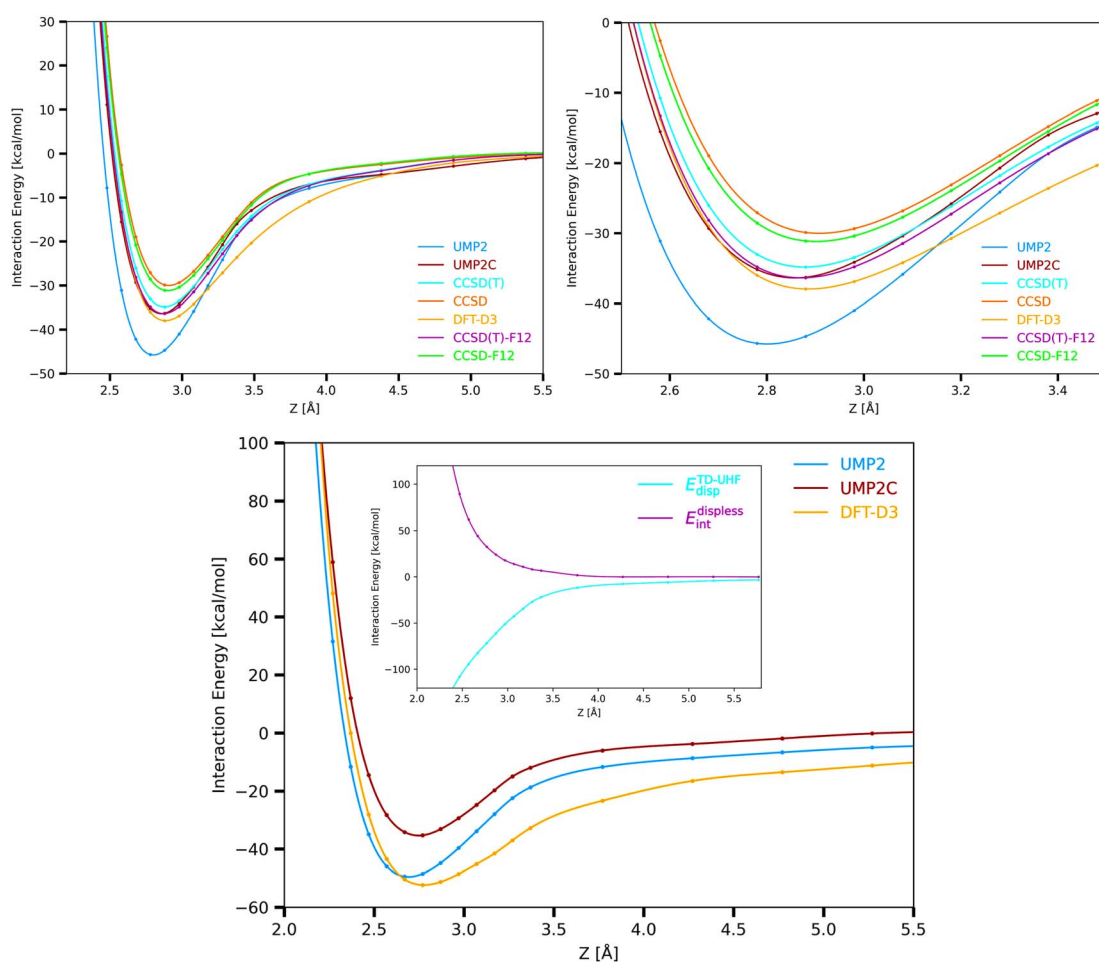 30
20
10
0
−10
−20
−30
−40
−50
Interaction Energy [kcal/mol]
UMP2
UMP2C
CCSD(T)
CCSD
DFT-D3
CCSD(T)-F12
CCSD-F12
2.5 3.0 3.5 4.0 4.5 5.0 5.5
Z [Å]
0
−10
−20
−30
−40
−50
Interaction Energy [kcal/mol]
UMP2
UMP2C
CCSD(T)
CCSD
DFT-D3
CCSD(T)-F12
CCSD-F12
2.6 2.8 3.0 3.2 3.4
Z [Å]
100
80
60
40
20
0
−20
−40
−60
Interaction Energy [kcal/mol]
UMP2
UMP2C
DFT-D3
100
50
0
−50
−100
Interaction Energy [kcal/mol]
E_disp^TD-UHF
E_int^displess
2.0 2.5 3.0 3.5 4.0 4.5 5.0 5.5
Z [Å]
2.0 2.5 3.0 3.5 4.0 4.5 5.0 5.5
Z [Å]